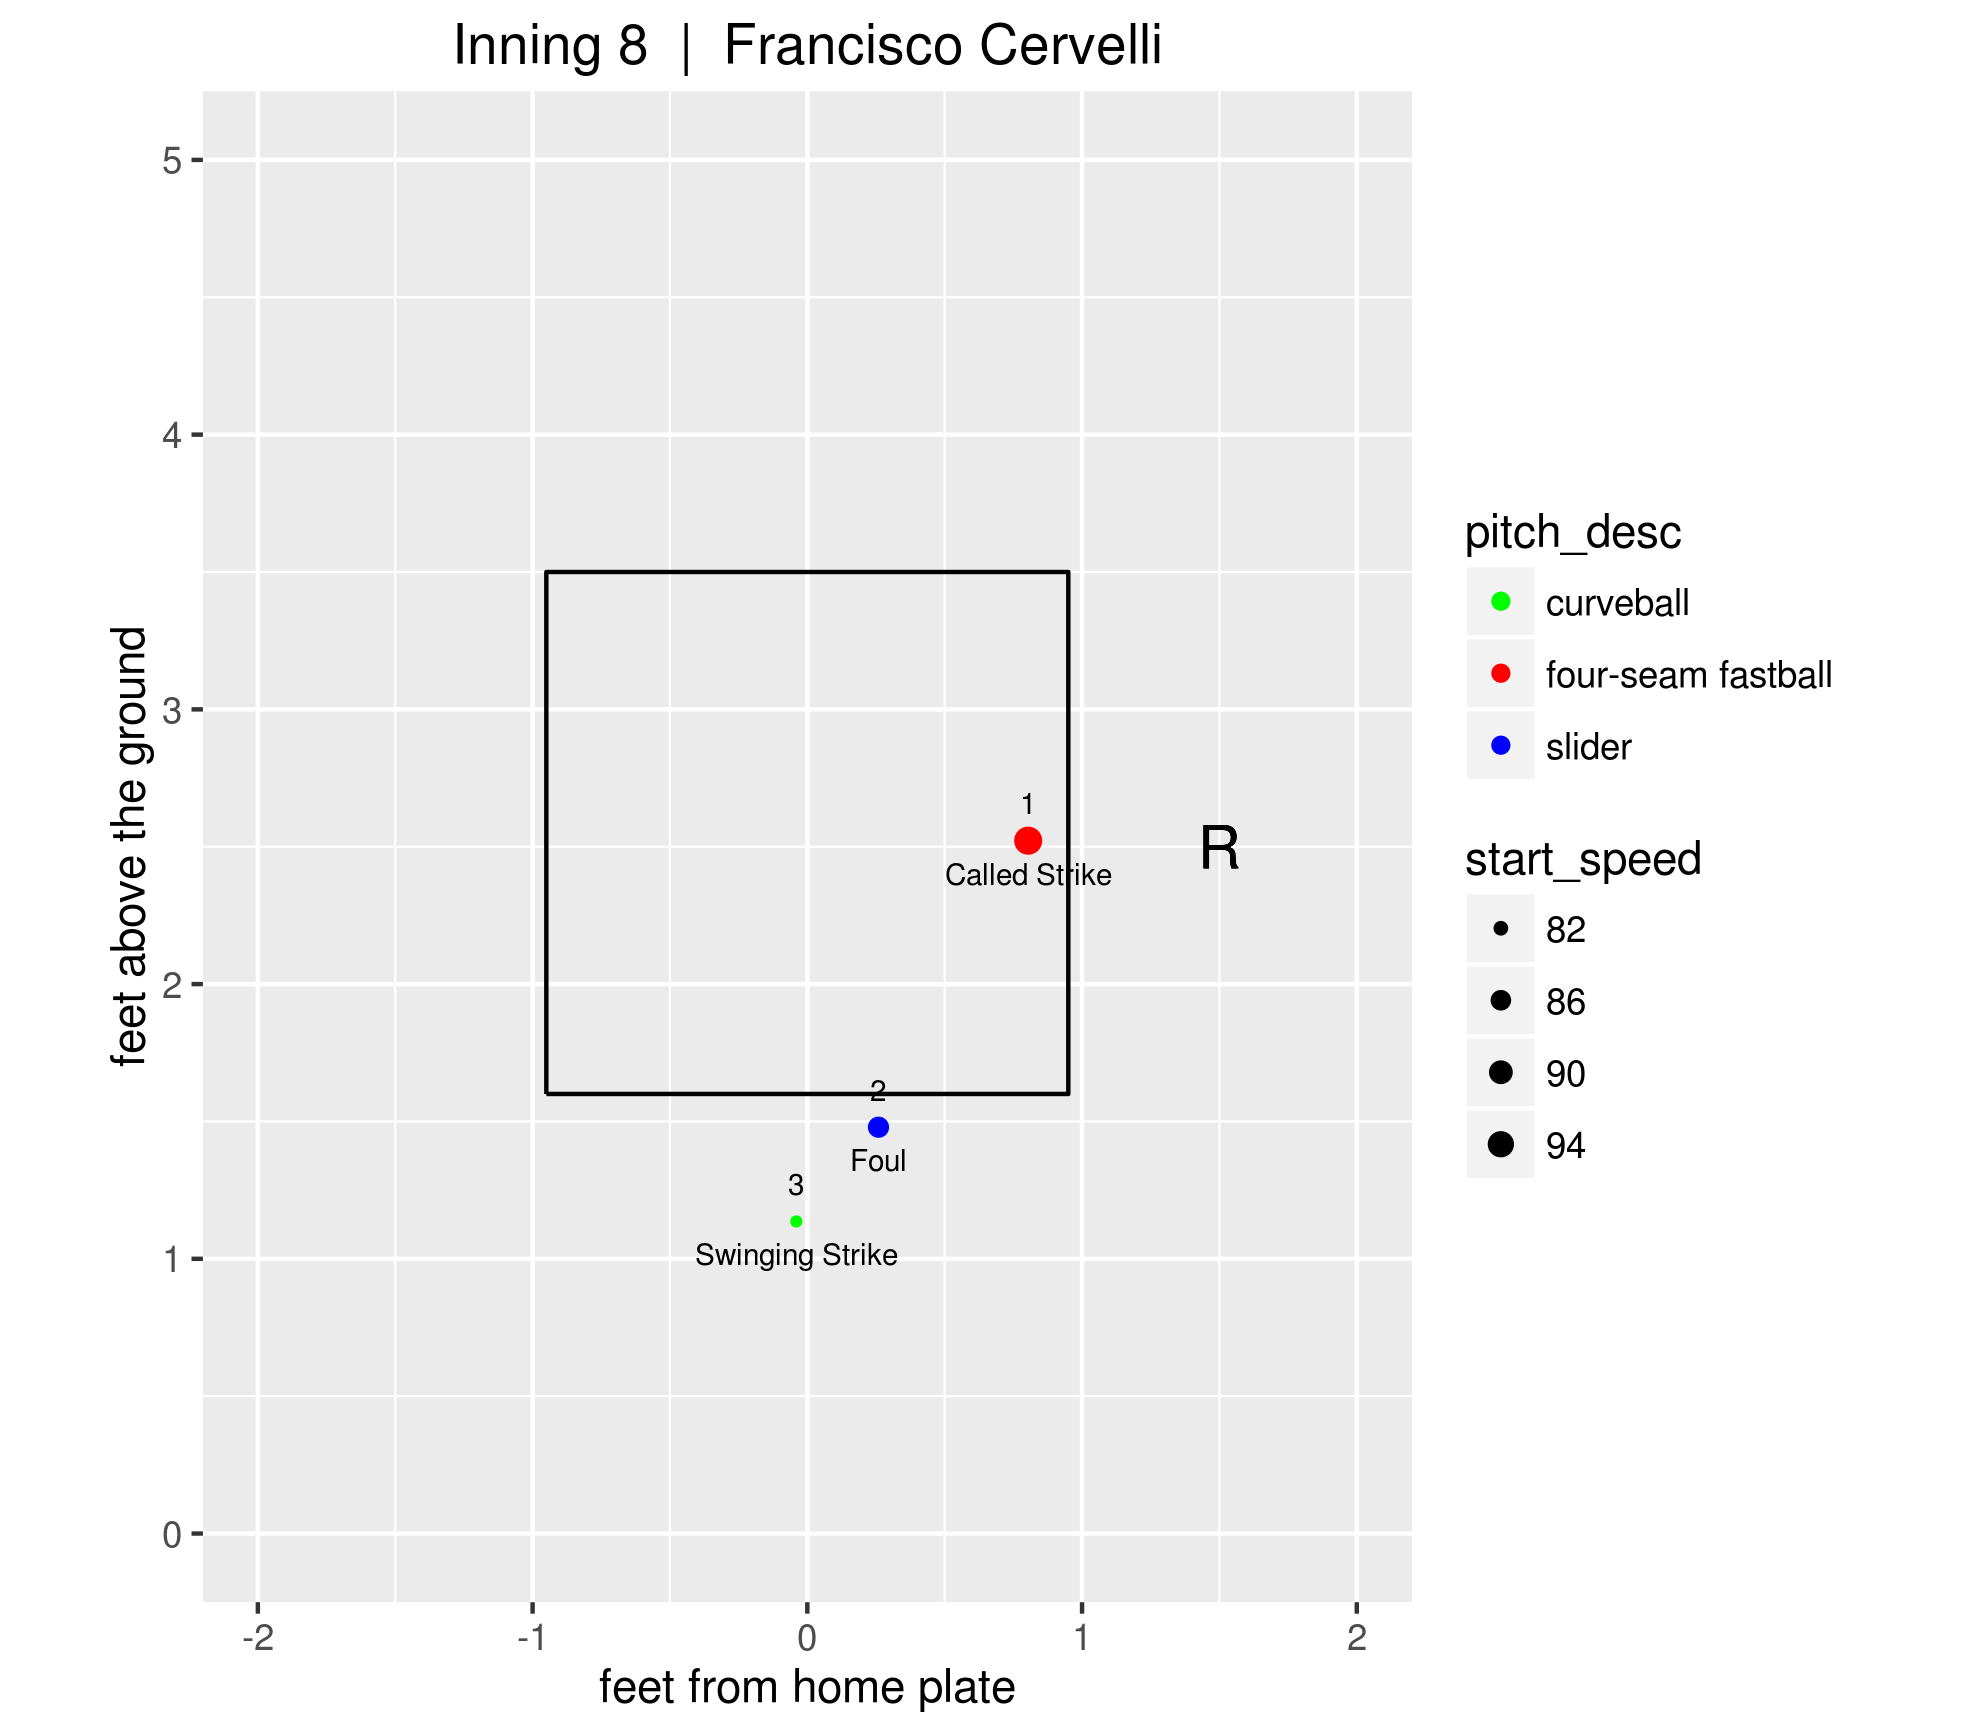 Inning 8 | Francisco Cervelli
5
4
3
2
1
0
feet above the ground
1
Called Strike
R
2
Foul
3
Swinging Strike
-2 -1 0 1 2
feet from home plate
pitch_desc
curveball
four-seam fastball
slider
start_speed
82
86
90
94